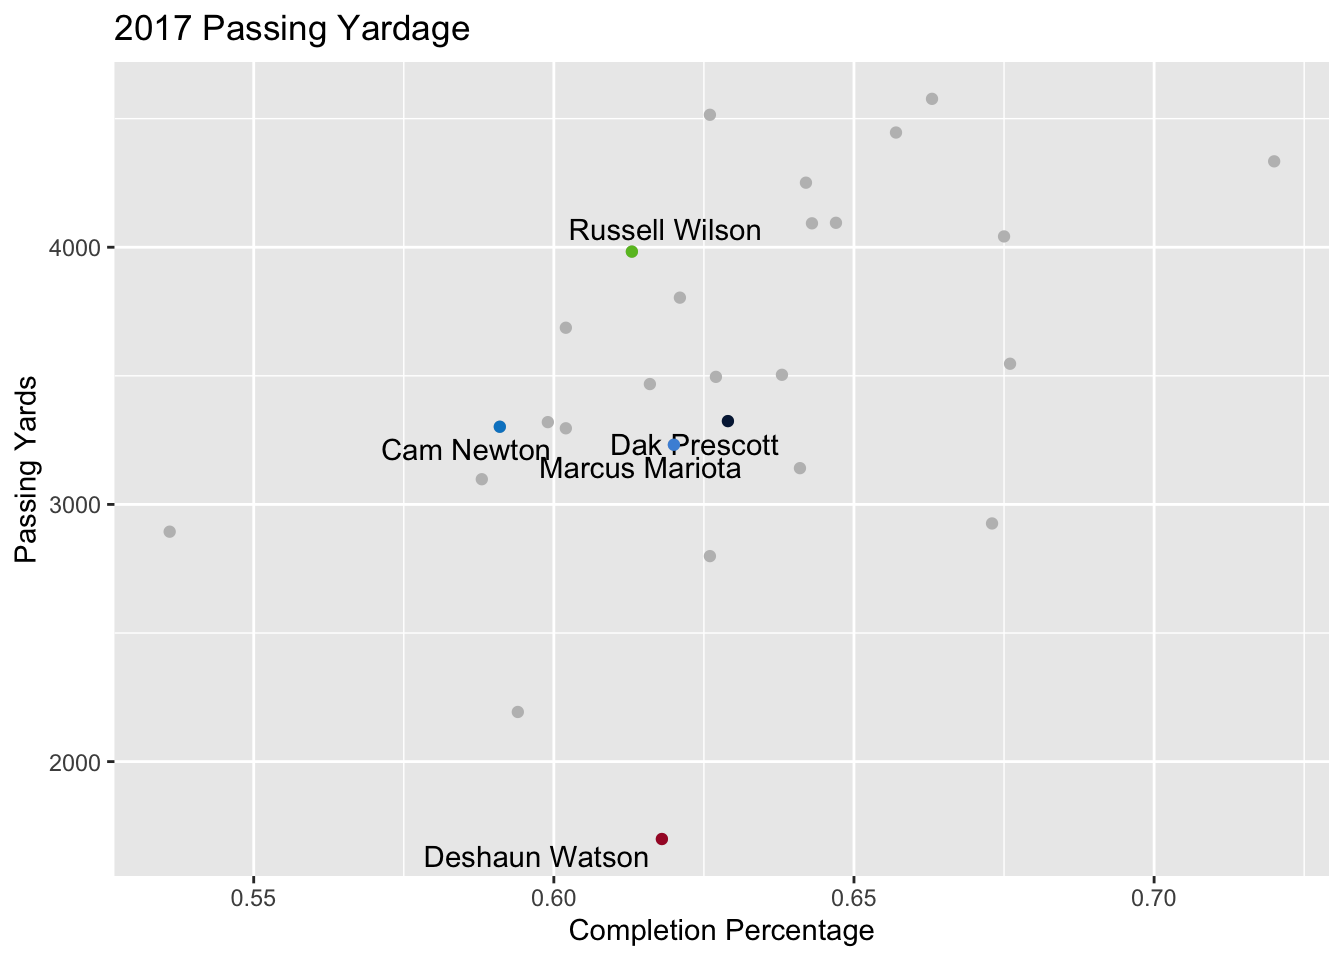 2017 Passing Yardage
Passing Yards
4000
3000
2000
Russell Wilson
Cam Newton
Dak Prescott
Marcus Mariota
Deshaun Watson
0.55 0.60 0.65 0.70
Completion Percentage